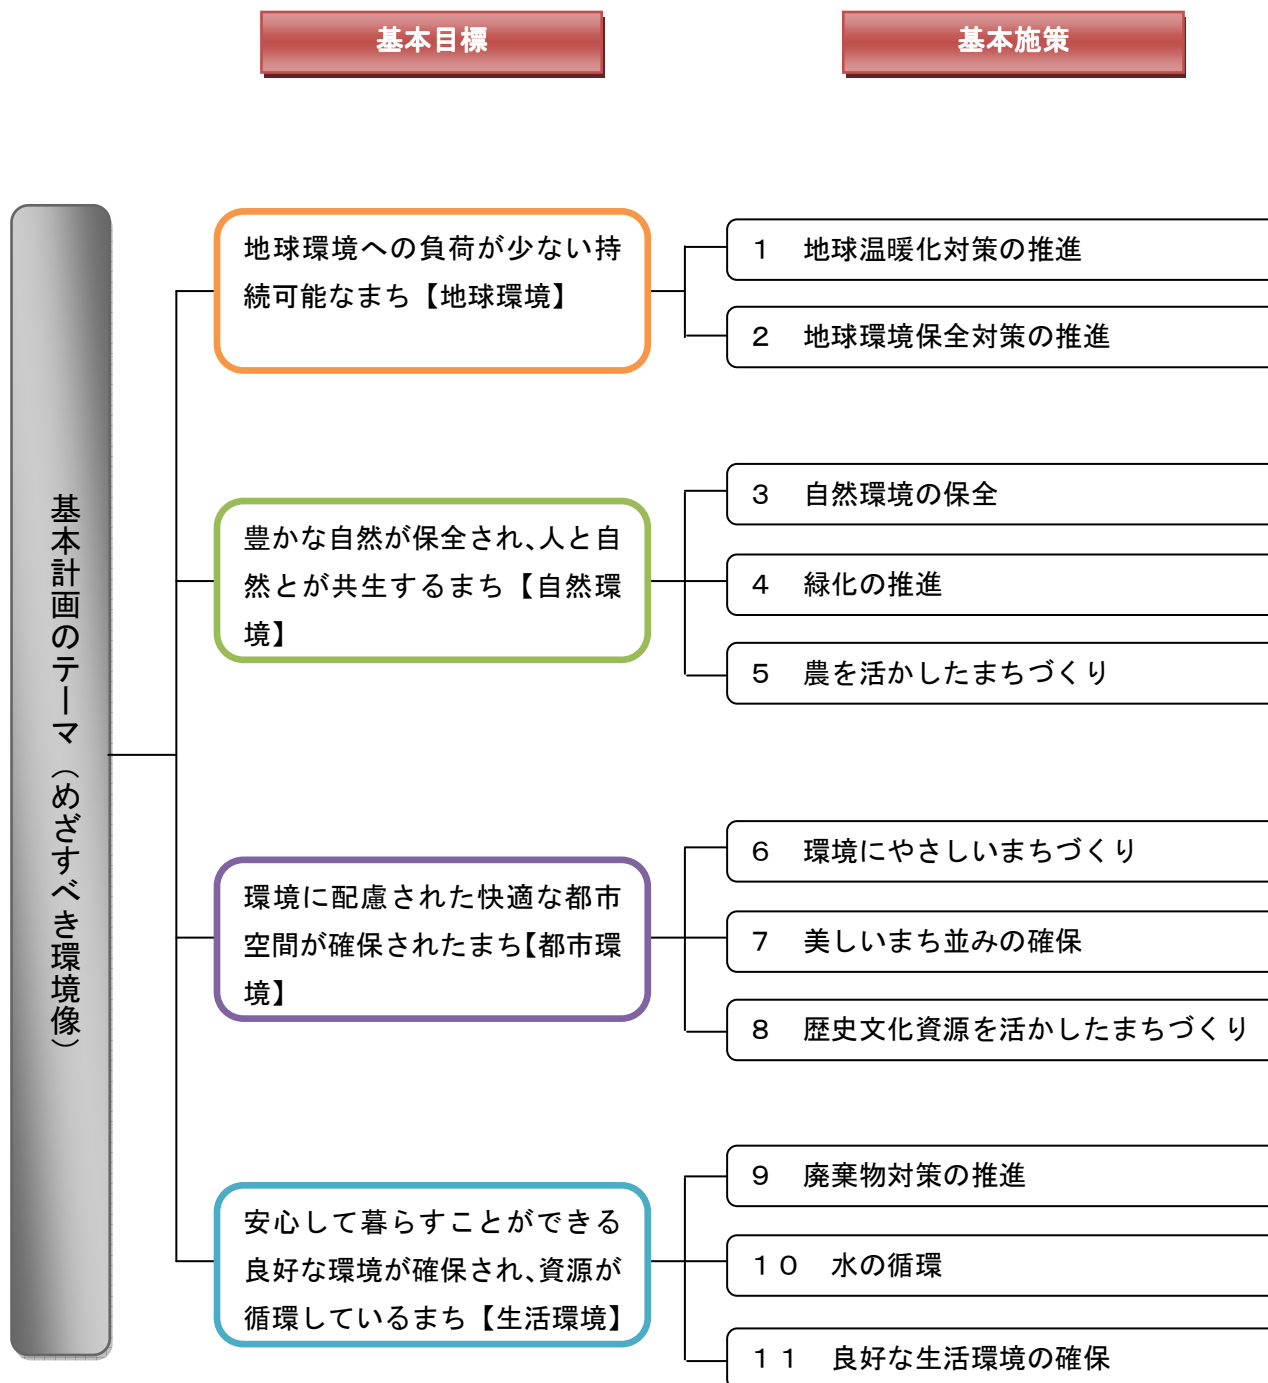 基本目標
基本施策
基本計画のテーマ（めざすべき環境像）
地球環境への負荷が少ない持
続可能なまち【地球環境】
1　地球温暖化対策の推進
2　地球環境保全対策の推進
豊かな自然が保全され、人と自
然とが共生するまち【自然環
境】
3　自然環境の保全
4　緑化の推進
5　農を活かしたまちづくり
環境に配慮された快適な都市
空間が確保されたまち【都市環
境】
6　環境にやさしいまちづくり
7　美しいまち並みの確保
8　歴史文化資源を活かしたまちづくり
安心して暮らすことができる
良好な環境が確保され、資源が
循環しているまち【生活環境】
9　廃棄物対策の推進
10　水の循環
11　良好な生活環境の確保